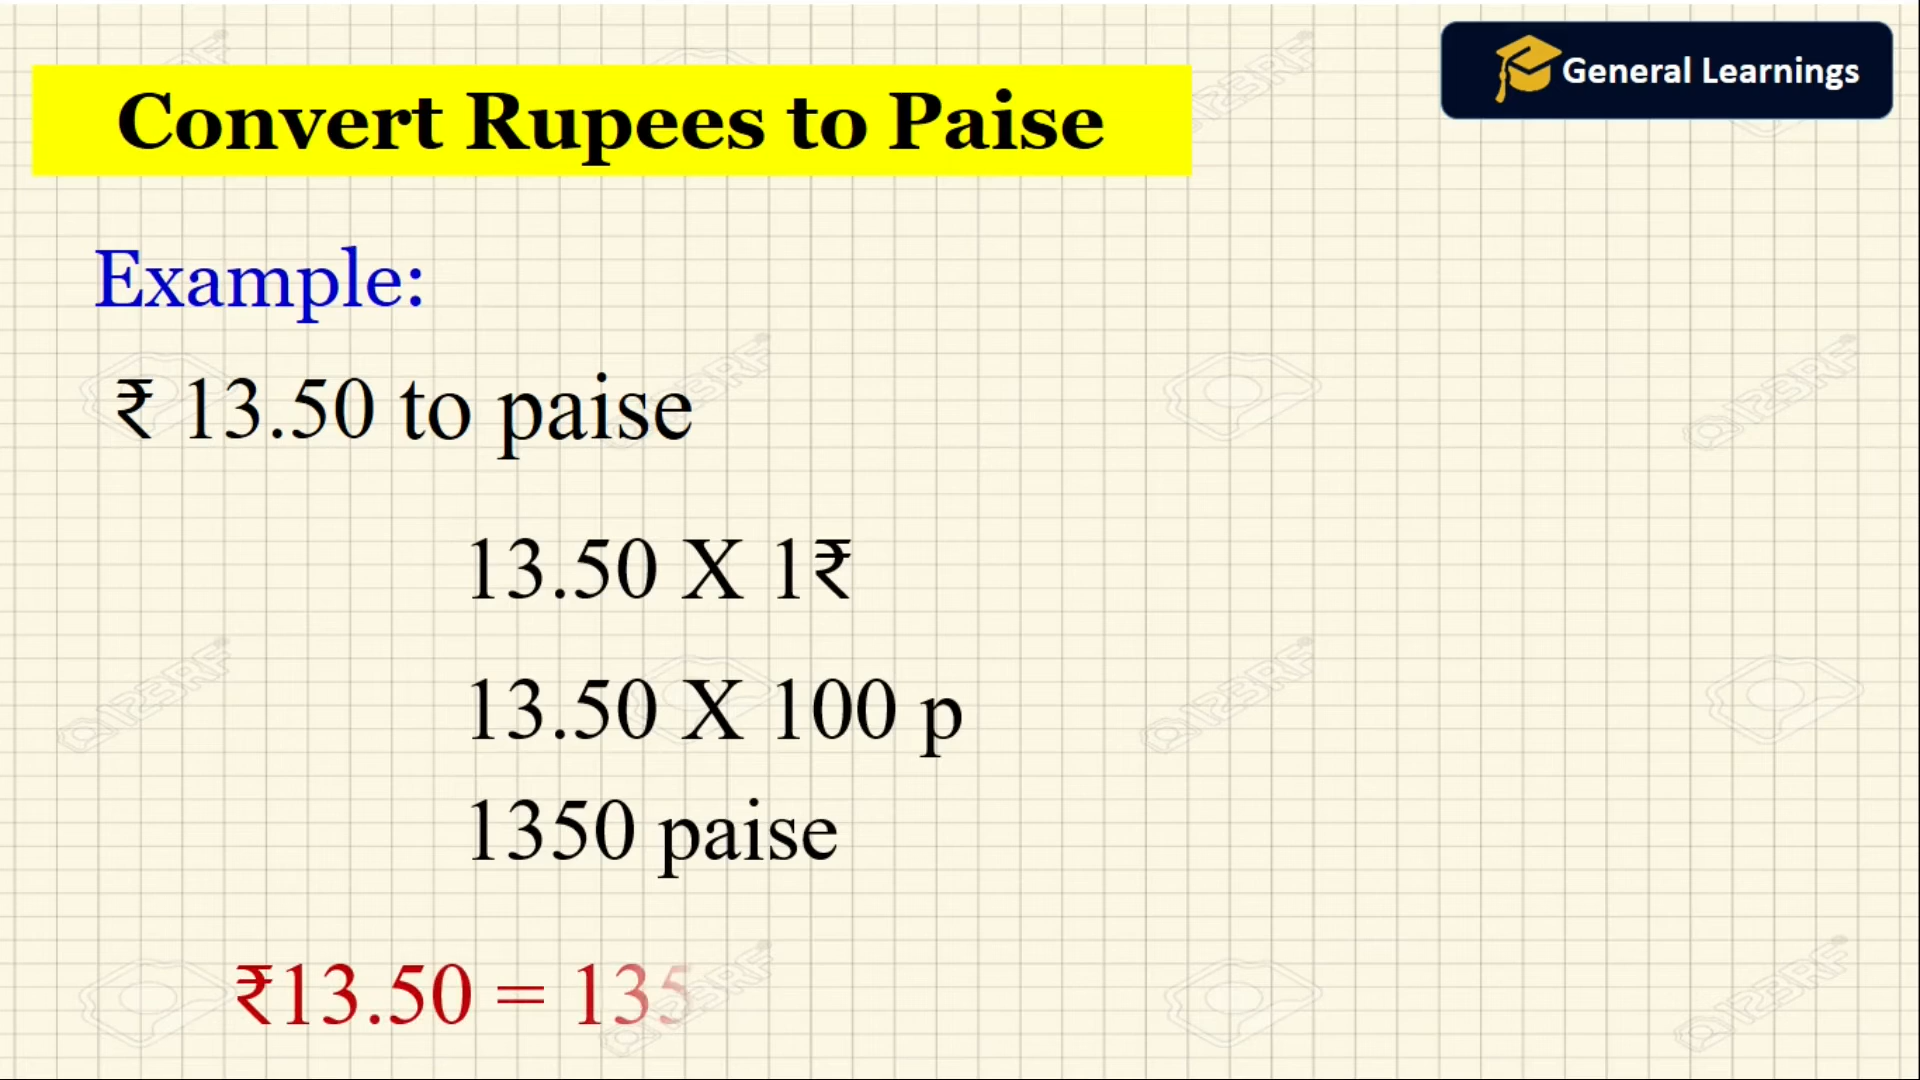 General Learnings
Convert Rupees to Paise
Example:
₹ 13.50 to paise
13.50 X 1₹
13.50 X 100 p
1350 paise
₹13.50 = 135
123RF